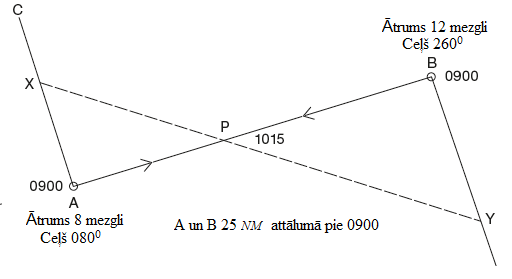 C
Ātrums 12 mezgli
Ceļš 260⁰
B
0900
X
P
1015
0900
A
Ātrums 8 mezgli
Ceļš 080⁰
A un B 25 NM attālumā pie 0900
Y